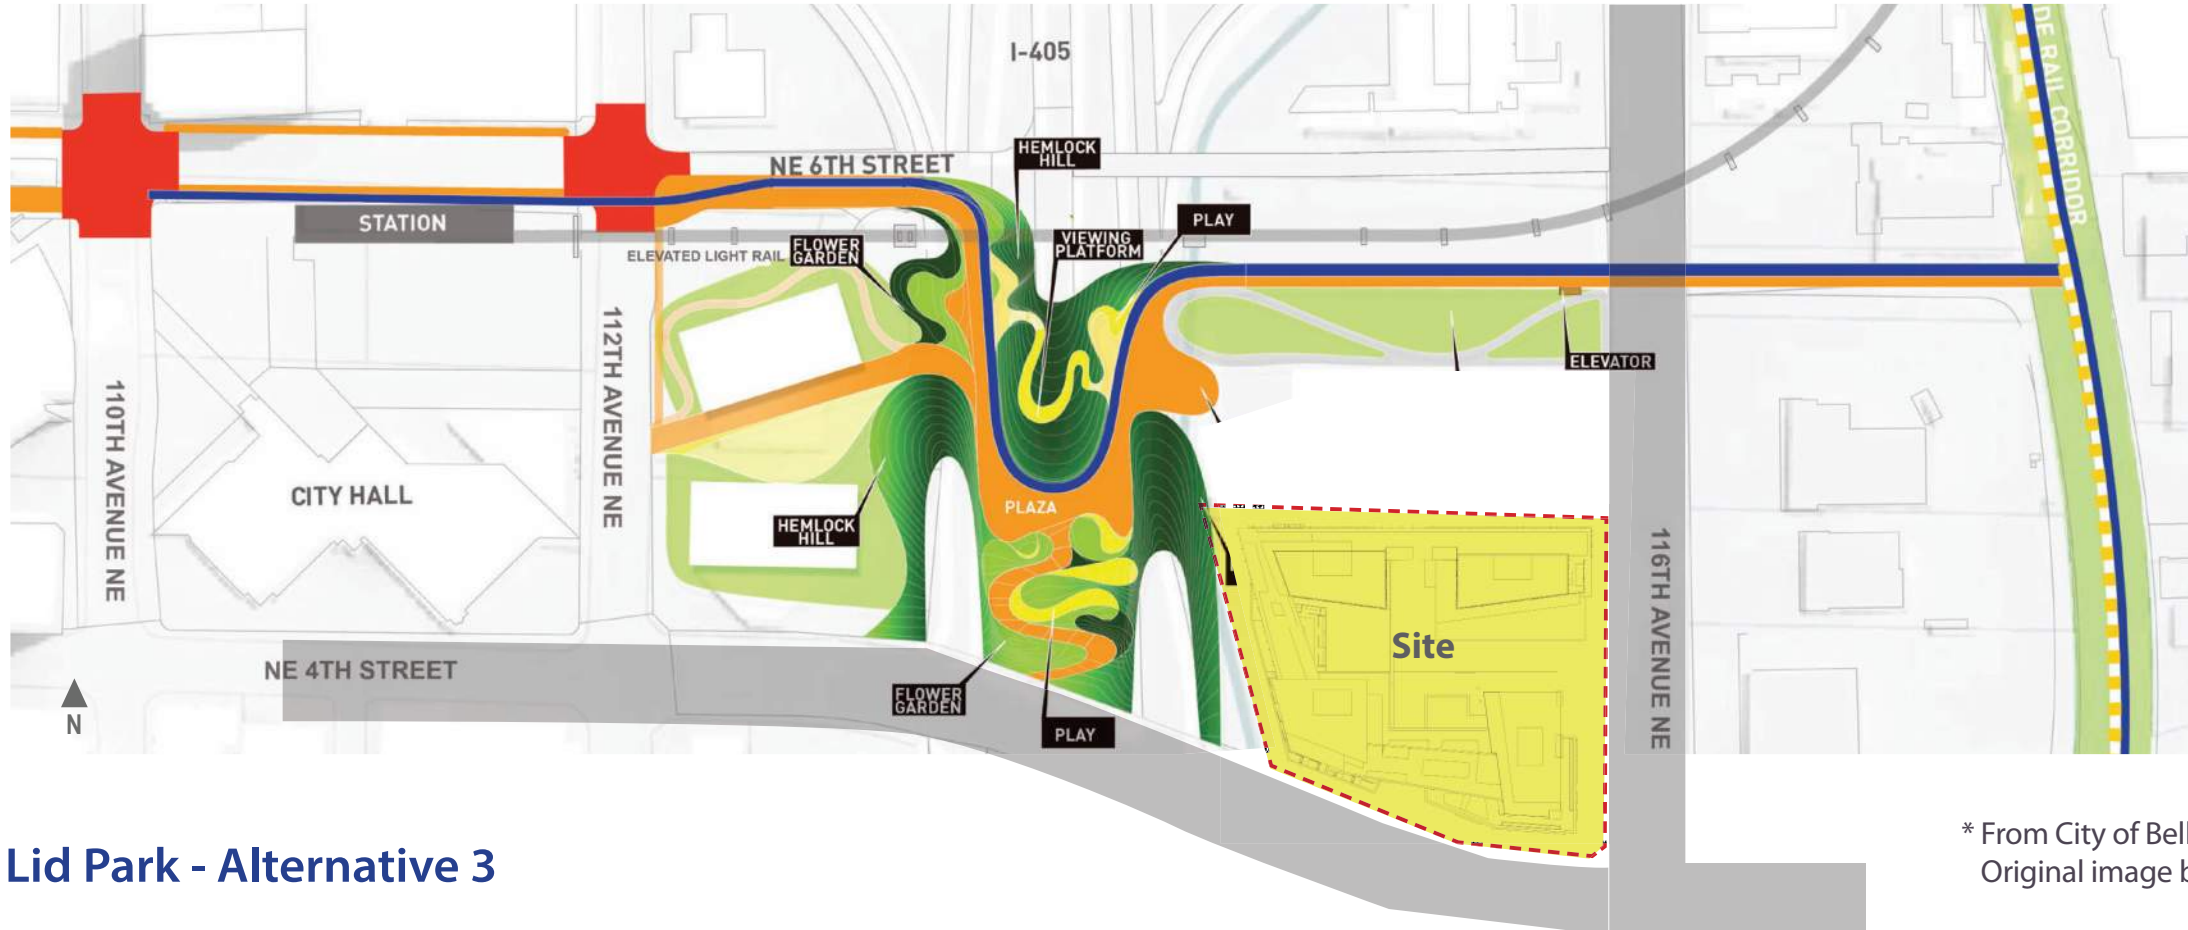 I-405
DE RAIL CORRIDOR
HEMLOCK
HILL
NE 6TH STREET
STATION
PLAY
VIEWING
PLATFORM
FLOWER
GARDEN
ELEVATED LIGHT RAIL
112TH AVENUE NE
ELEVATOR
110TH AVENUE NE
CITY HALL
PLAZA
HEMLOCK
HILL
116TH AVENUE NE
Site
NE 4TH STREET
FLOWER
GARDEN
N
PLAY
* From City of Bell
Original image b
Lid Park - Alternative 3